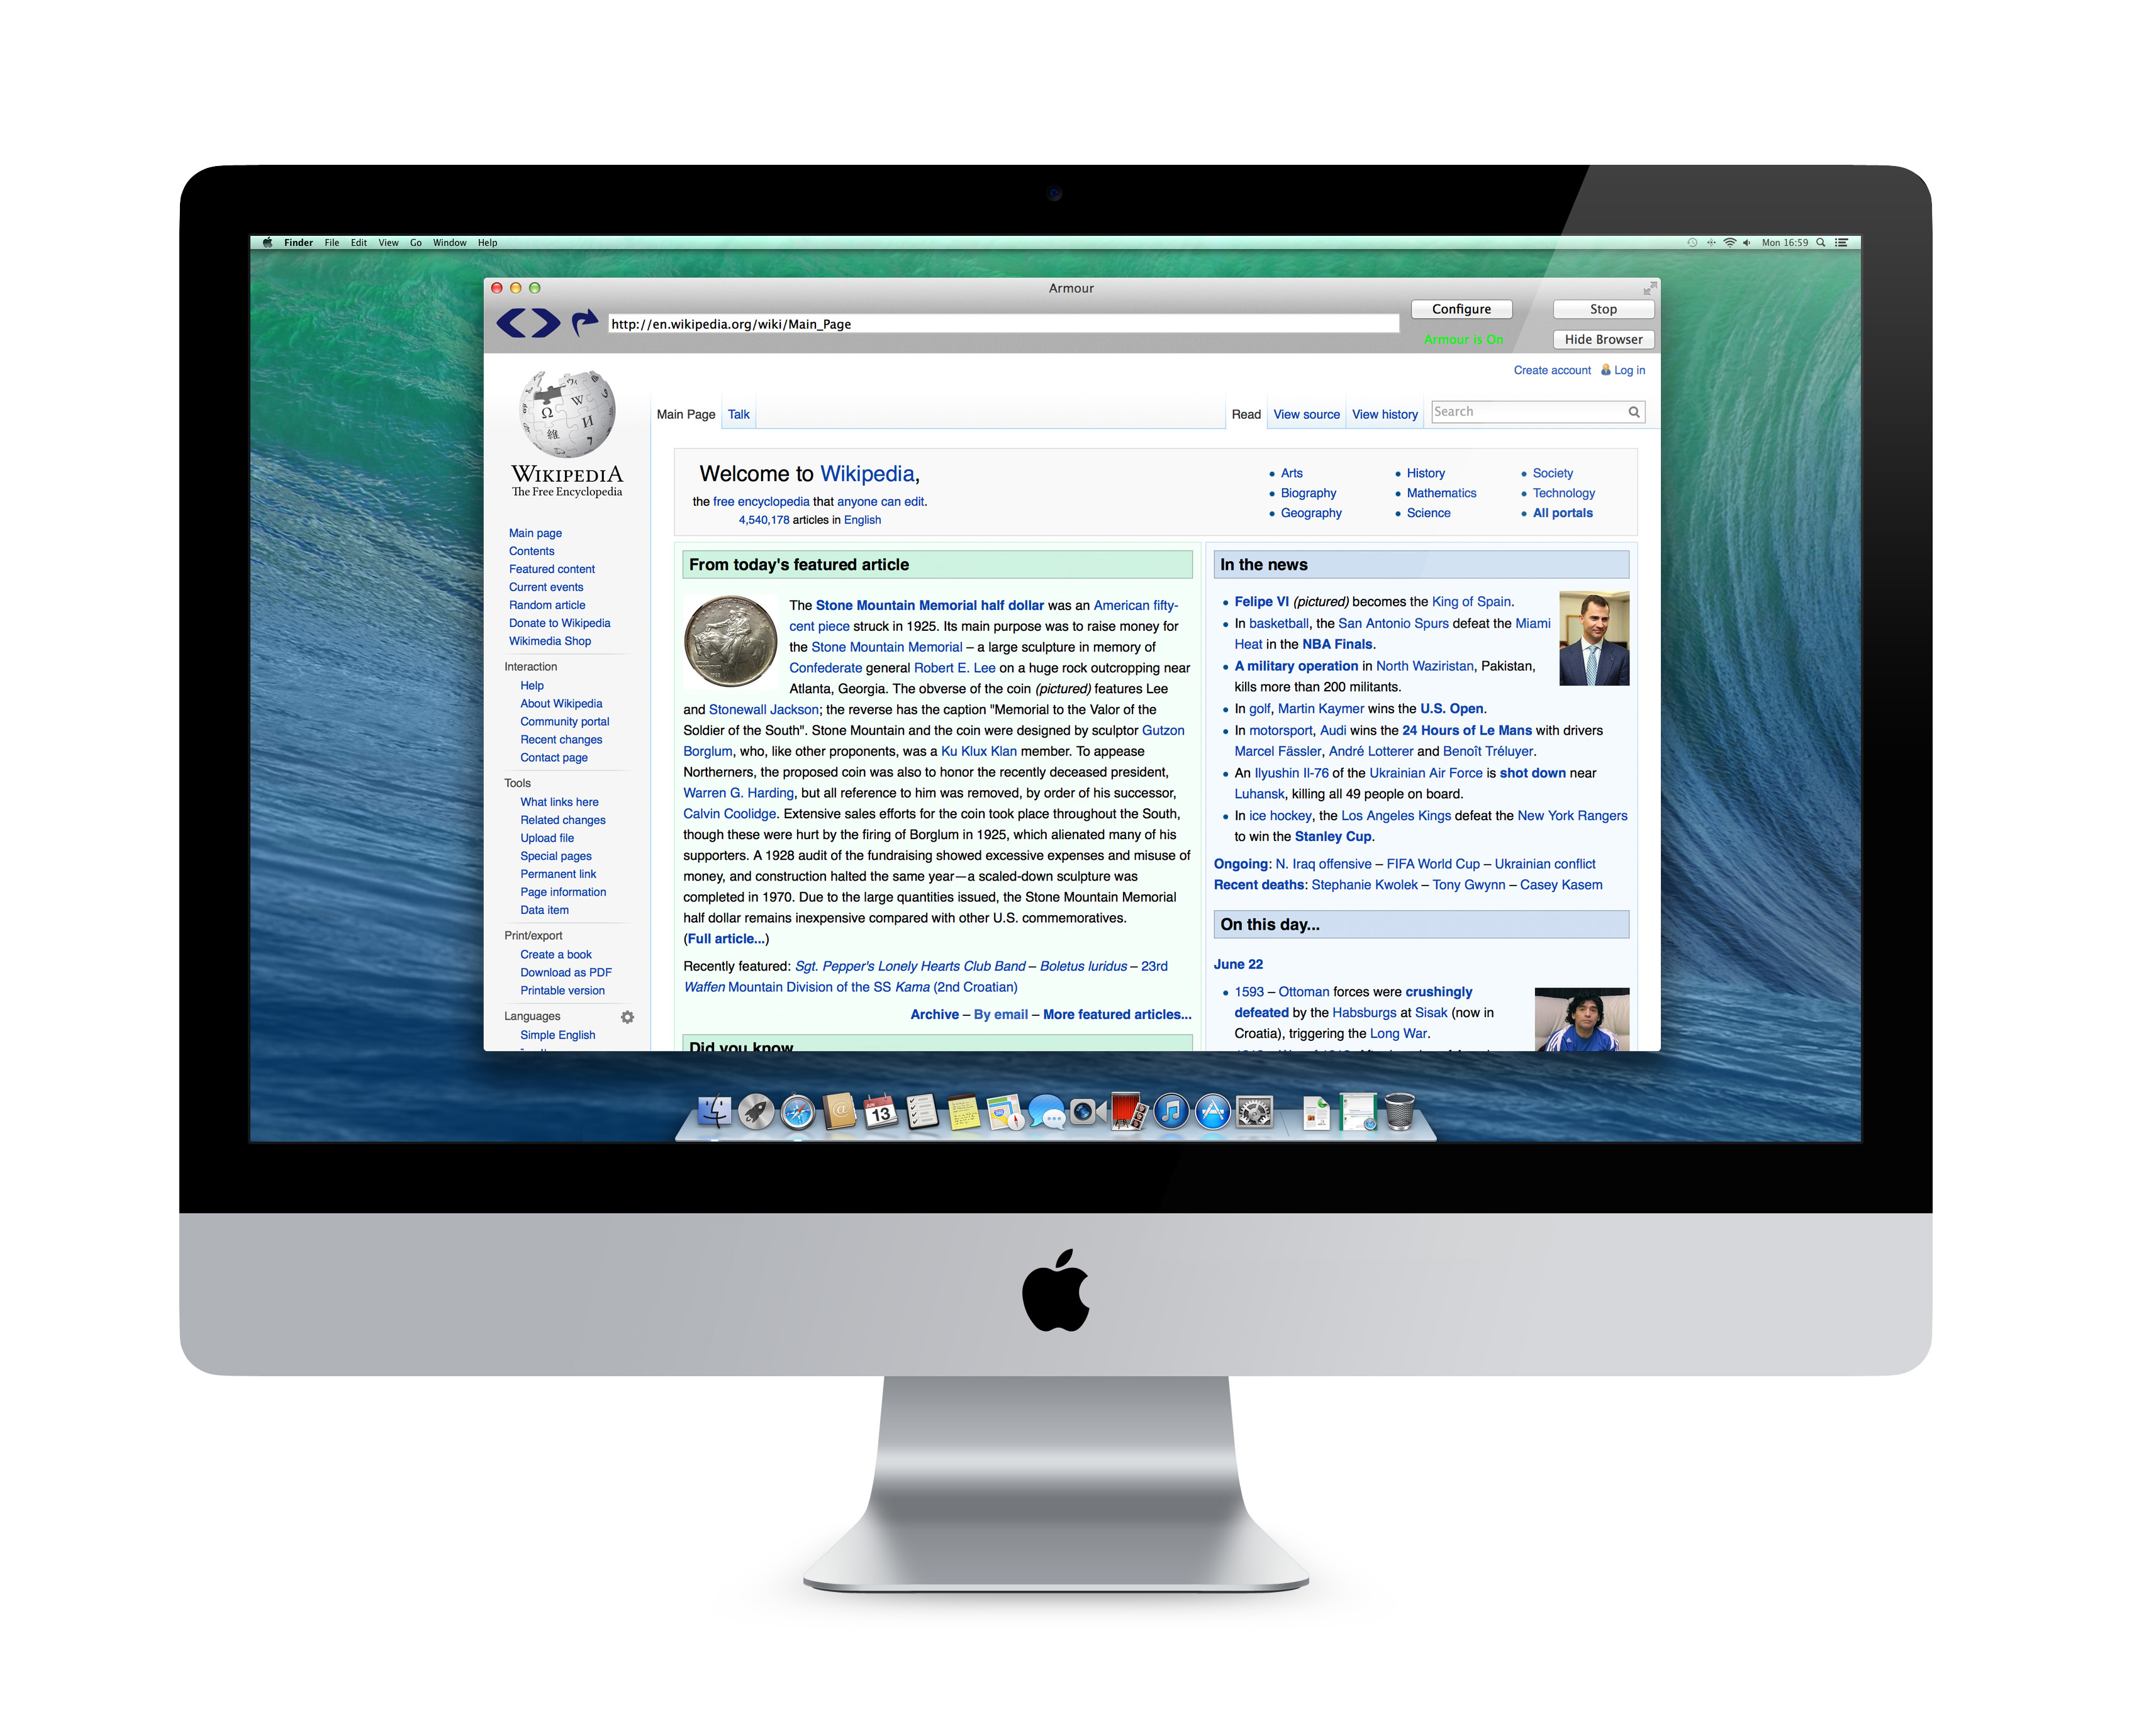 Finder File Edit View Go Window Help
Mon 16:59
Armour
http://en.wikipedia.org/wiki/Main_Page
Configure
Stop
Armour is On
Hide Browser
Create account Log in
Main Page Talk
Read View source View history Search
WIKIPEDIA
The Free Encyclopedia
Main page
Contents
Featured content
Current events
Random article
Donate to Wikipedia
Wikimedia Shop
Interaction
Help
About Wikipedia
Community portal
Recent changes
Contact page
Tools
What links here
Related changes
Upload file
Special pages
Permanent link
Page information
Data item
Print/export
Create a book
Download as PDF
Printable version
Languages
Simple English
Welcome to Wikipedia,
the free encyclopedia that anyone can edit.
4,540,178 articles in English
Arts
Biography
Geography
History
Mathematics
Science
Society
Technology
All portals
From today's featured article
The Stone Mountain Memorial half dollar was an American fifty-
cent piece struck in 1925. Its main purpose was to raise money for
the Stone Mountain Memorial – a large sculpture in memory of
Confederate general Robert E. Lee on a huge rock outcropping near
Atlanta, Georgia. The obverse of the coin (pictured) features Lee
and Stonewall Jackson; the reverse has the caption "Memorial to the Valor of the
Soldier of the South". Stone Mountain and the coin were designed by sculptor Gutzon
Borglum, who, like other proponents, was a Ku Klux Klan member. To appease
Northerners, the proposed coin was also to honor the recently deceased president,
Warren G. Harding, but all reference to him was removed, by order of his successor,
Calvin Coolidge. Extensive sales efforts for the coin took place throughout the South,
though these were hurt by the firing of Borglum in 1925, which alienated many of his
supporters. A 1928 audit of the fundraising showed excessive expenses and misuse of
money, and construction halted the same year—a scaled-down sculpture was
completed in 1970. Due to the large quantities issued, the Stone Mountain Memorial
half dollar remains inexpensive compared with other U.S. commemoratives.
(Full article...)
Recently featured: Sgt. Pepper's Lonely Hearts Club Band – Boletus luridus – 23rd
Waffen Mountain Division of the SS Kama (2nd Croatian)
Archive – By email – More featured articles...
Did you know
In the news
Felipe VI (pictured) becomes the King of Spain.
In basketball, the San Antonio Spurs defeat the Miami
Heat in the NBA Finals.
A military operation in North Waziristan, Pakistan,
kills more than 200 militants.
In golf, Martin Kaymer wins the U.S. Open.
In motorsport, Audi wins the 24 Hours of Le Mans with drivers
Marcel Fässler, André Lotterer and Benoît Tréluyer.
An Ilyushin Il-76 of the Ukrainian Air Force is shot down near
Luhansk, killing all 49 people on board.
In ice hockey, the Los Angeles Kings defeat the New York Rangers
to win the Stanley Cup.
Ongoing: N. Iraq offensive – FIFA World Cup – Ukrainian conflict
Recent deaths: Stephanie Kwolek – Tony Gwynn – Casey Kasem
On this day...
June 22
1593 – Ottoman forces were crushingly
defeated by the Habsburgs at Sisak (now in
Croatia), triggering the Long War.
JUN
13